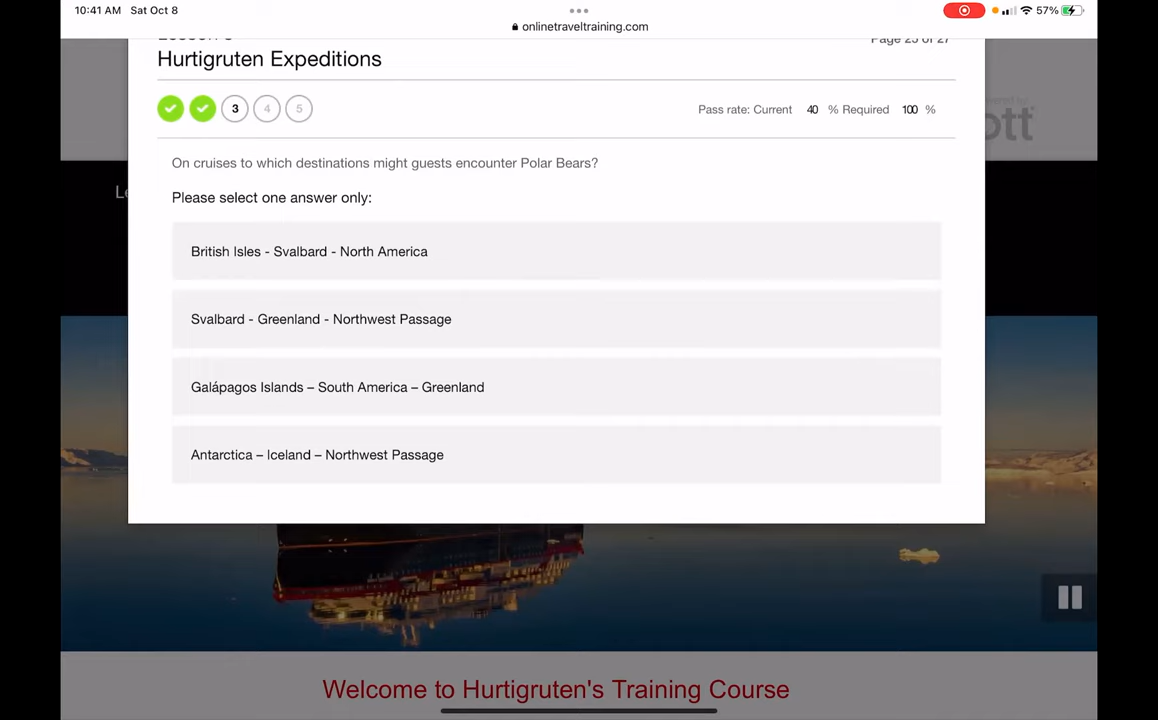 10:41 AM Sat Oct 8
57%
onlinetraveltraining.com
Page 25 of 27
Hurtigruten Expeditions
3 4 5
Pass rate: Current 40 % Required 100 %
On cruises to which destinations might guests encounter Polar Bears?
Please select one answer only:
British Isles - Svalbard - North America
Svalbard - Greenland - Northwest Passage
Galápagos Islands – South America – Greenland
Antarctica – Iceland – Northwest Passage
Welcome to Hurtigruten's Training Course